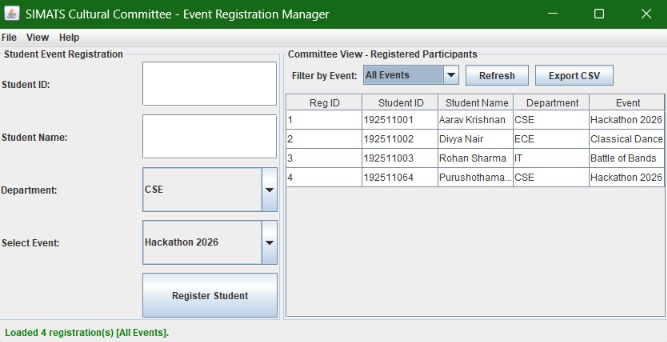 SIMATS Cultural Committee - Event Registration Manager
File View Help
Student Event Registration
Student ID:
Student Name:
Department: CSE
Select Event: Hackathon 2026
Register Student
Committee View - Registered Participants
Filter by Event: All Events Refresh Export CSV
Reg ID Student ID Student Name Department Event
1 192511001 Aarav Krishnan CSE Hackathon 2026
2 192511002 Divya Nair ECE Classical Dance
3 192511003 Rohan Sharma IT Battle of Bands
4 192511064 Purushothama... CSE Hackathon 2026
Loaded 4 registration(s) [All Events].